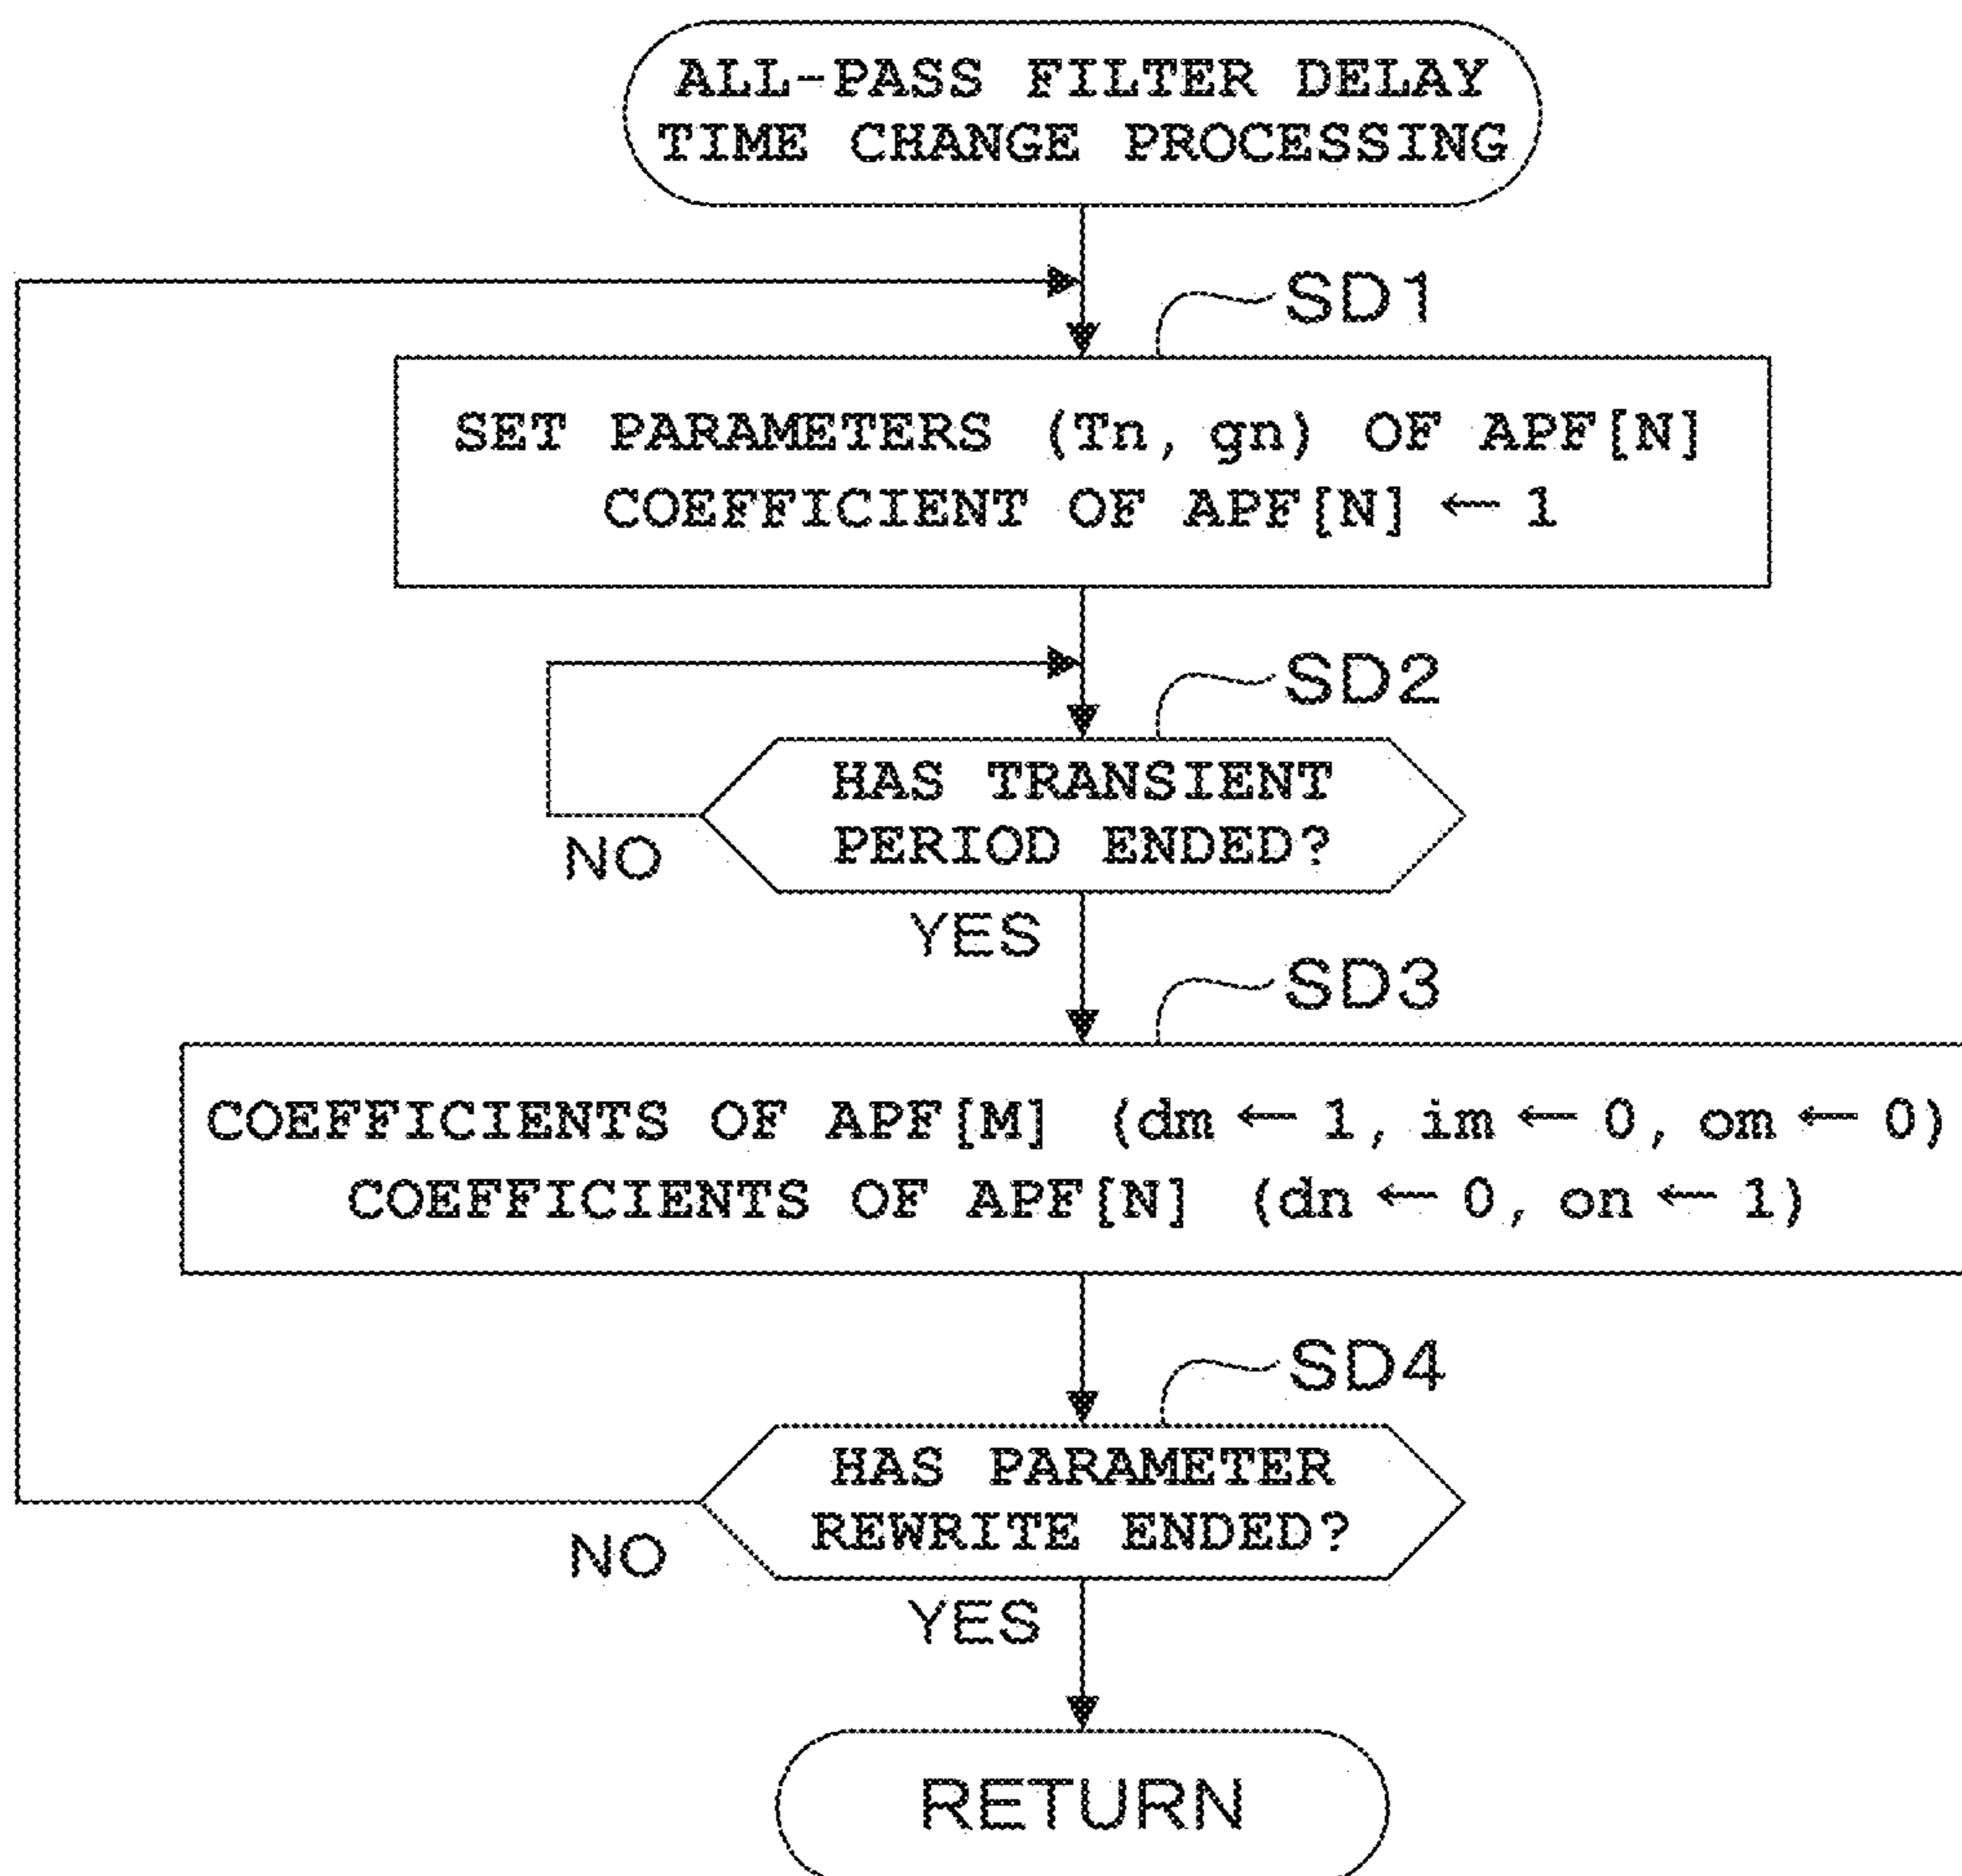 ALL-PASS FILTER DELAY
TIME CHANGE PROCESSING
SD1
SET PARAMETERS (Tn, gn) OF APF[N]
COEFFICIENT OF APF[N] ← 1
SD2
HAS TRANSIENT
PERIOD ENDED?
NO
YES
SD3
COEFFICIENTS OF APF[M] (dm ← 1, im ← 0, om ← 0)
COEFFICIENTS OF APF[N] (dn ← 0, on ← 1)
SD4
HAS PARAMETER
REWRITE ENDED?
NO
YES
RETURN